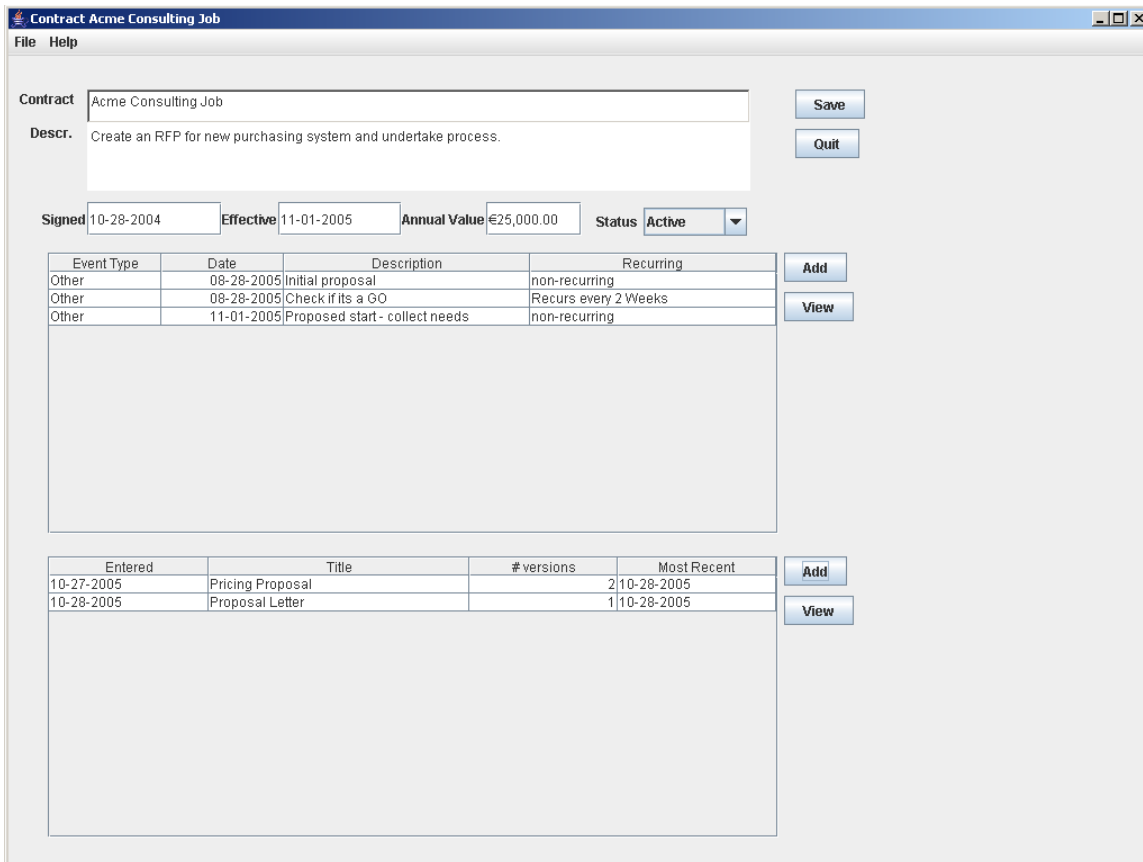 Contract Acme Consulting Job
File Help
Contract Acme Consulting Job Save
Descr. Create an RFP for new purchasing system and undertake process. Quit
Signed 10-28-2004 Effective 11-01-2005 Annual Value €25,000.00 Status Active
Event Type Date Description Recurring Add
Other 08-28-2005 Initial proposal non-recurring
Other 08-28-2005 Check if its a GO Recurs every 2 Weeks View
Other 11-01-2005 Proposed start - collect needs non-recurring
Entered Title # versions Most Recent Add
10-27-2005 Pricing Proposal 2 10-28-2005
10-28-2005 Proposal Letter 1 10-28-2005 View